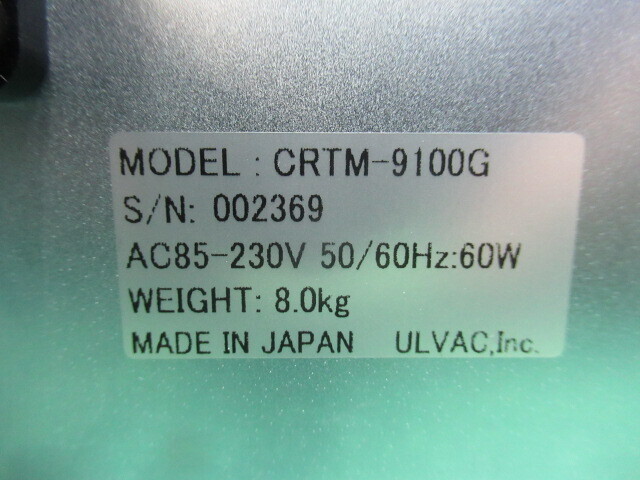 MODEL : CRTM-9100G
S/N: 002369
AC85-230V 50/60Hz:60W
WEIGHT: 8.0kg
MADE IN JAPAN ULVAC,Inc.